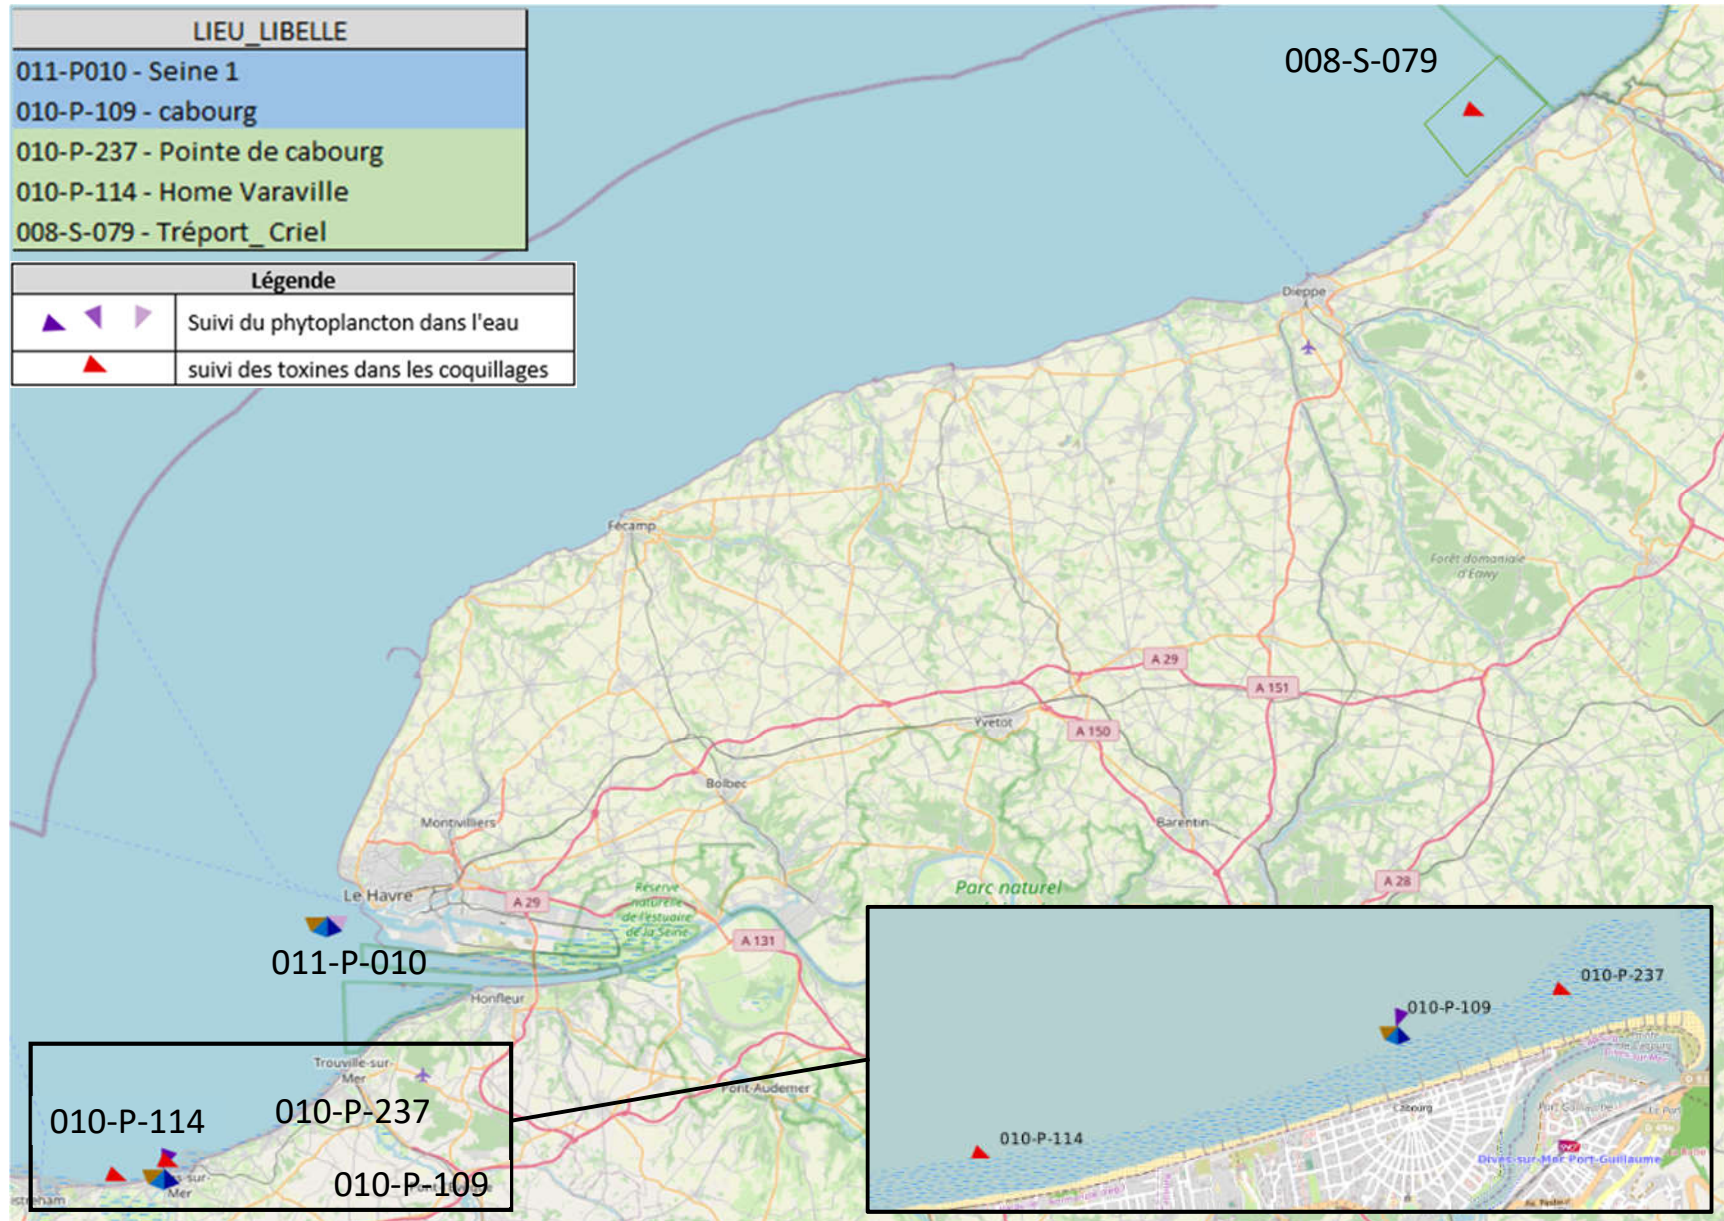 LIEU_LIBELLE
011-P010 - Seine 1
010-P-109 - cabourg
010-P-237 - Pointe de cabourg
010-P-114 - Home Varaville
008-S-079 - Tréport_ Criel
Légende
Suivi du phytoplancton dans l'eau
suivi des toxines dans les coquillages
008-S-079
Dieppe
Fécamp
Forêt domaniale
d'Eawy
A 29
A 151
Yvetot
A 150
Bolbec
Montivilliers
Barentin
Le Havre
A 29
Réserve
naturelle
de l'estuaire
de la Seine
Parc naturel
A 28
A 131
011-P-010
Honfleur
Trouville-sur-
Mer
Pont-Audemer
010-P-114
010-P-237
010-P-109
010-P-237
010-P-109
010-P-114
Cabourg
Port Guillaume
Le Port
Dives-sur-Mer Port-Guillaume